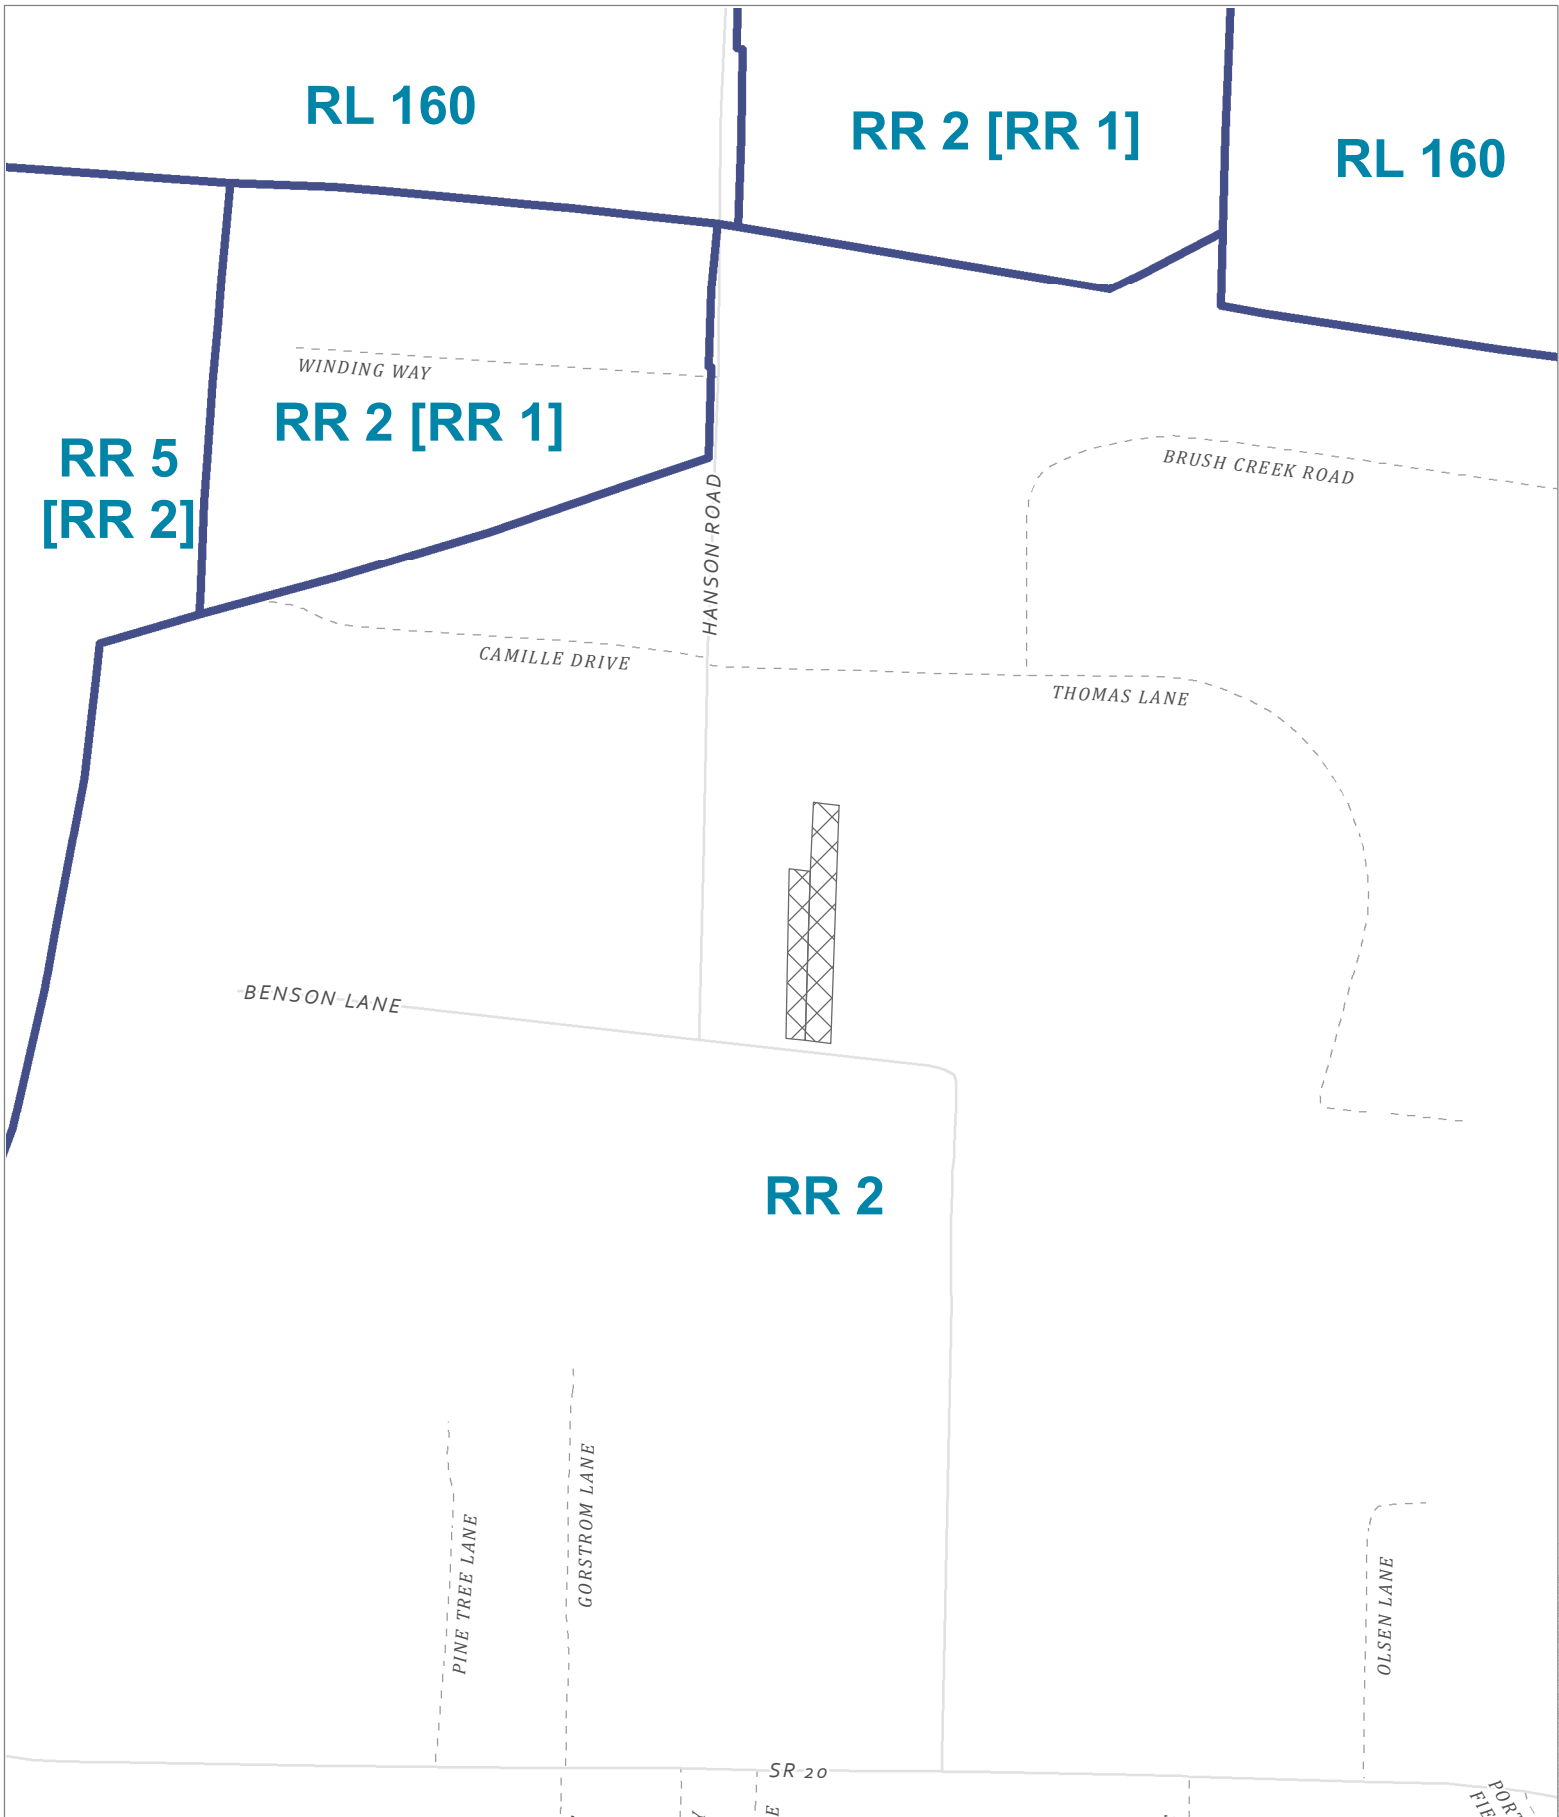 RL 160
RR 2 [RR 1]
RL 160
WINDING WAY
RR 2 [RR 1]
RR 5
[RR 2]
BRUSH CREEK ROAD
HANSON ROAD
CAMILLE DRIVE
THOMAS LANE
BENSON LANE
RR 2
GORSTROM LANE
PINE TREE LANE
OLSEN LANE
SR 20